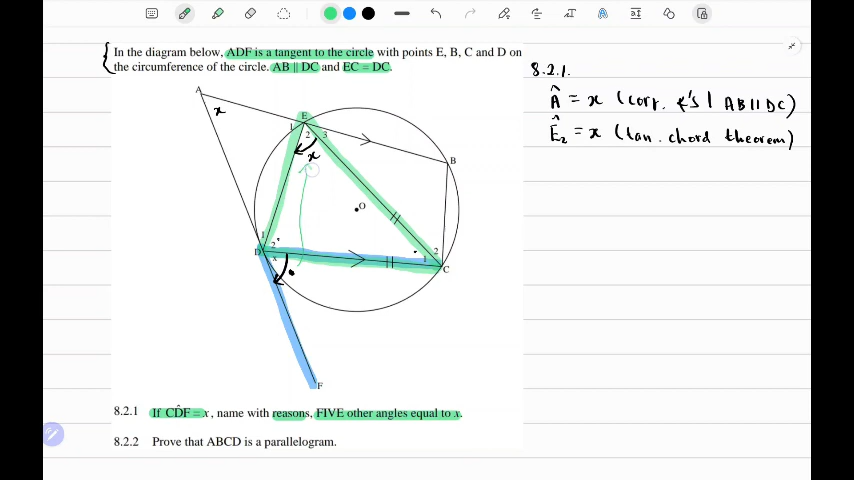 In the diagram below, ADF is a tangent to the circle with points E, B, C and D on
the circumference of the circle. AB || DC and EC = DC.
8.2.1.
Â = x (corr. ∠'s | AB || DC)
Ê₂ = x (tan. chord theorem)
A
x
E
1
2
3
x
B
O
1
D
2
x
1
2
C
F
8.2.1 If CD̂F = x, name with reasons, FIVE other angles equal to x.
8.2.2 Prove that ABCD is a parallelogram.